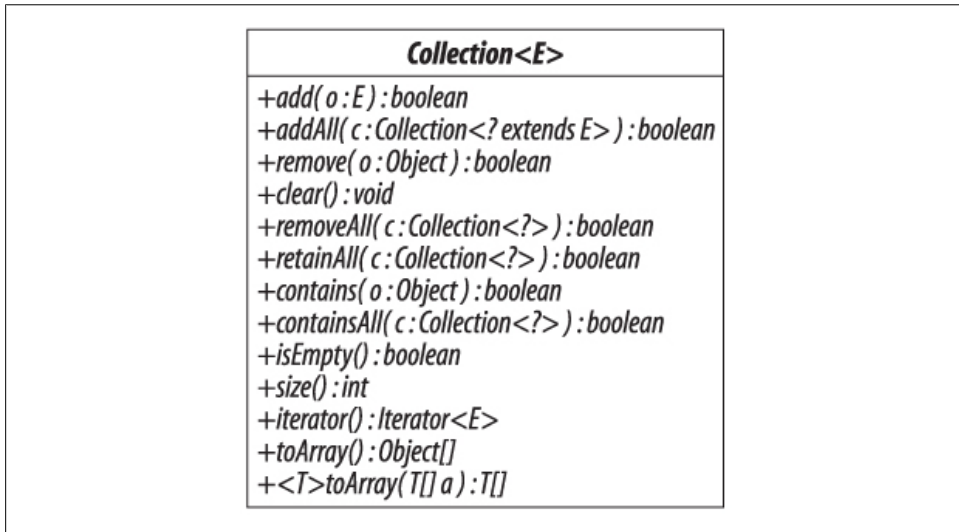 Collection<E>
+add( o : E ) : boolean
+addAll( c : Collection<? extends E> ) : boolean
+remove( o : Object ) : boolean
+clear() : void
+removeAll( c : Collection<?> ) : boolean
+retainAll( c : Collection<?> ) : boolean
+contains( o : Object ) : boolean
+containsAll( c : Collection<?> ) : boolean
+isEmpty() : boolean
+size() : int
+iterator() : Iterator<E>
+toArray() : Object[]
+<T>toArray( T[] a ) : T[]